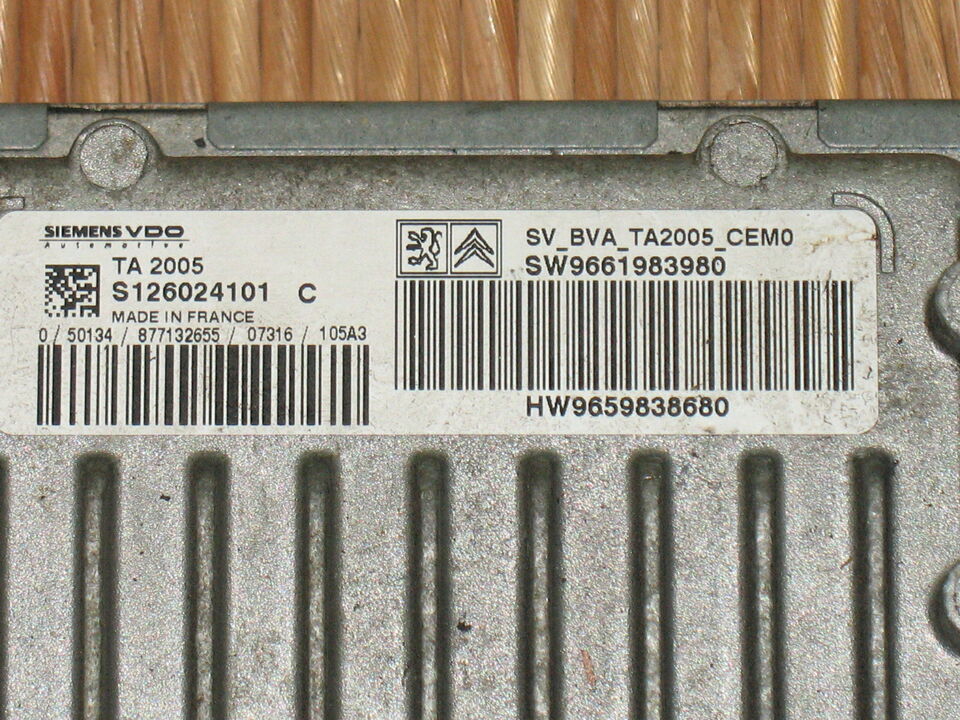 SIEMENS VDO
Automotive
TA 2005
S126024101 C
MADE IN FRANCE
0 / 50134 / 877132655 / 07316 / 105A3
SV_BVA_TA2005_CEM0
SW9661983980
HW9659838680